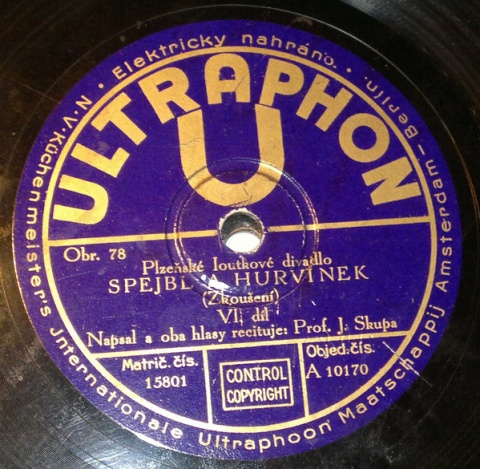 N.V. Küchenmeister's Internationale Ultraphoon Maatschappij Amsterdam-Berlin.
Elektricky nahráno.
ULTRAPHON
U
Obr. 78
Plzeňské loutkové divadlo
SPEJBL A HURVÍNEK
(Zkoušení)
VI. díl
Napsal a oba hlasy recituje: Prof. J. Skupa
Matrič. čís.
15801
CONTROL
COPYRIGHT
Objed. čís.
A 10170